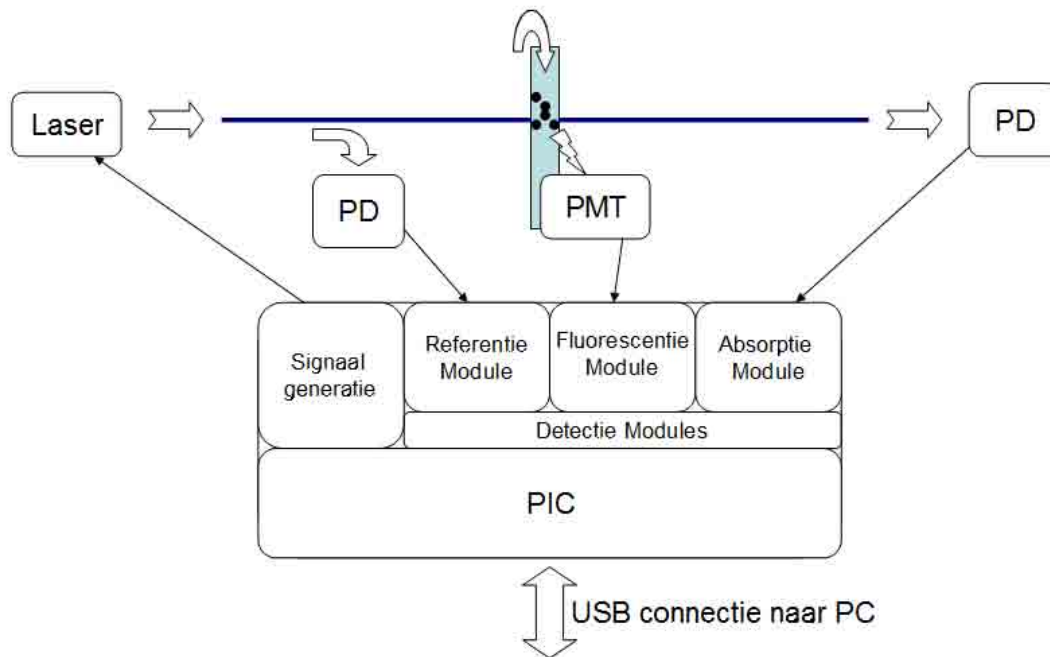 Laser
PD
PD
PMT
Signaal
generatie
Referentie
Module
Fluorescentie
Module
Absorptie
Module
Detectie Modules
PIC
USB connectie naar PC